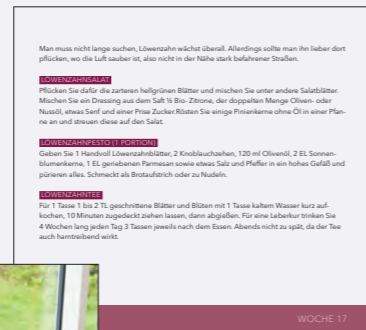 Man muss nicht lange suchen, Löwenzahn wächst überall. Allerdings sollte man ihn lieber dort
pflücken, wo die Luft sauber ist, also nicht in der Nähe stark befahrener Straßen.
LÖWENZAHNSALAT
Pflücken Sie dafür die zarteren hellgrünen Blätter und mischen Sie unter andere Salatblätter.
Mischen Sie ein Dressing aus dem Saft ½ Bio- Zitrone, der doppelten Menge Oliven- oder
Nussöl, etwas Senf und einer Prise Zucker.Rösten Sie einige Pinienkerne ohne Öl in einer Pfan-
ne an und streuen diese auf den Salat.
LÖWENZAHNPESTO (1 PORTION)
Geben Sie 1 Handvoll Löwenzahnblätter, 2 Knoblauchzehen, 120 ml Olivenöl, 2 EL Sonnen-
blumenkerne, 1 EL geriebenen Parmesan sowie etwas Salz und Pfeffer in ein hohes Gefäß und
pürieren alles. Schmeckt als Brotaufstrich oder zu Nudeln.
LÖWENZAHNTEE
Für 1 Tasse 1 bis 2 TL geschnittene Blätter und Blüten mit 1 Tasse kaltem Wasser kurz auf-
kochen, 10 Minuten zugedeckt ziehen lassen, dann abgießen. Für eine Leberkur trinken Sie
4 Wochen lang jeden Tag 3 Tassen jeweils nach dem Essen. Abends nicht zu spät, da der Tee
auch harntreibend wirkt.
WOCHE 17